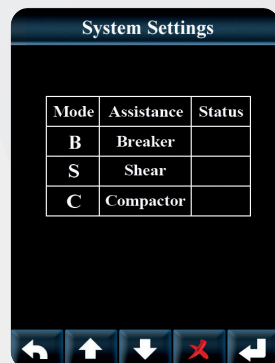 System Settings
Mode Assistance Status
B Breaker
S Shear
C Compactor